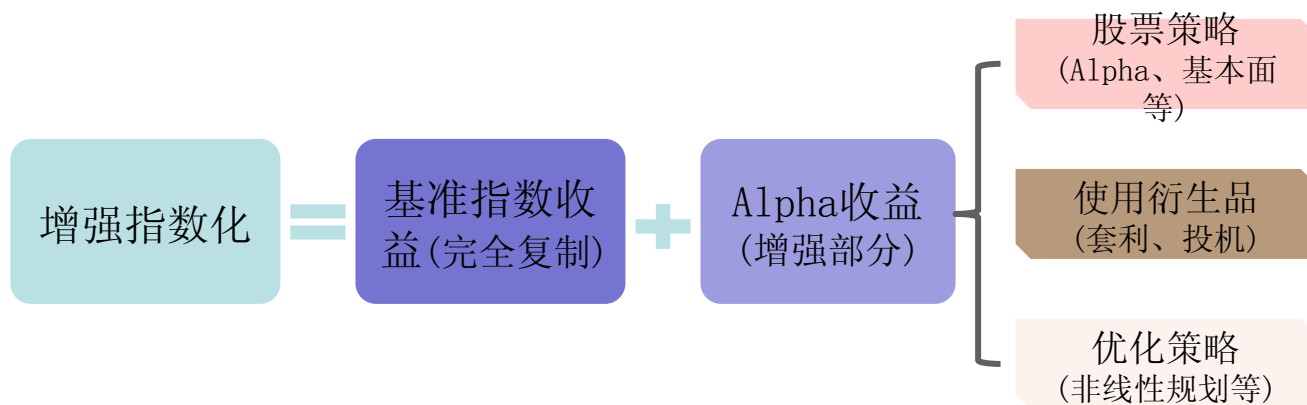 增强指数化
=
基准指数收
益(完全复制)
+
Alpha收益
(增强部分)
股票策略
(Alpha、基本面
等)
使用衍生品
(套利、投机)
优化策略
(非线性规划等)